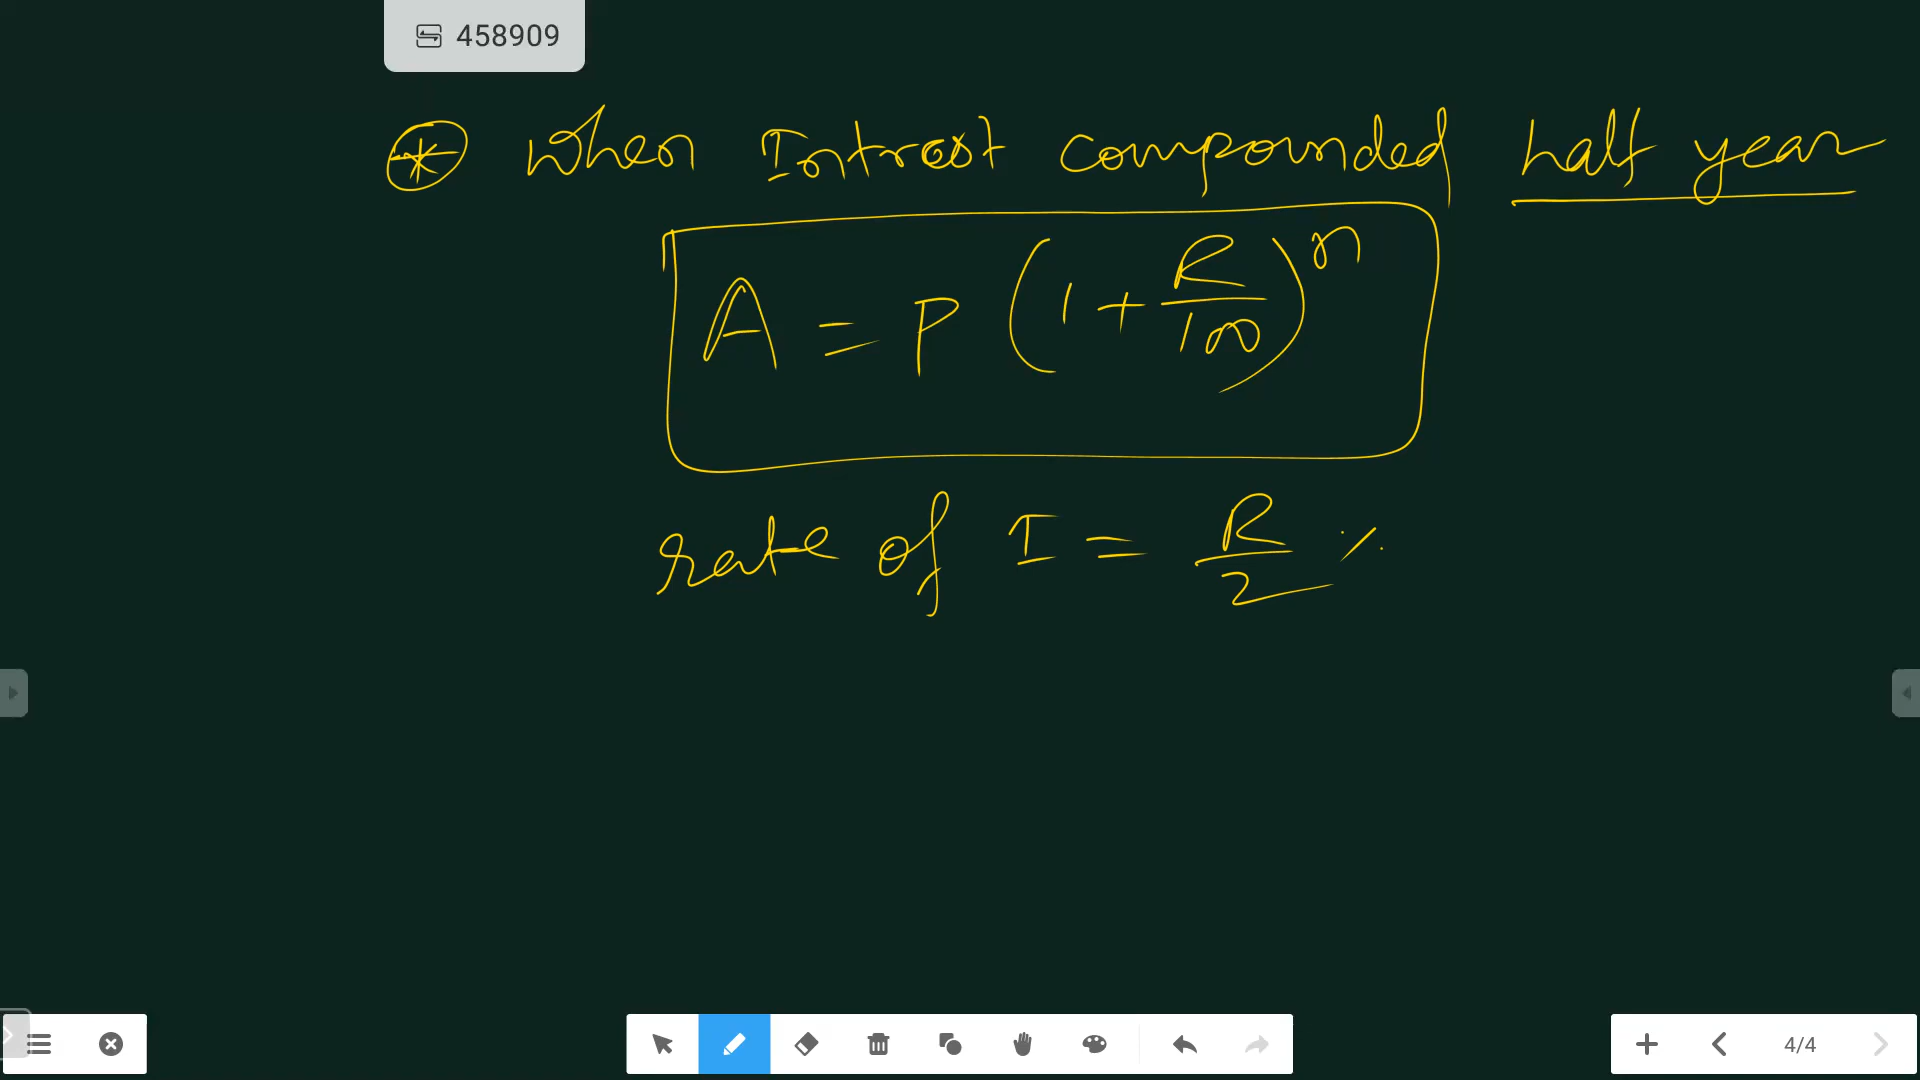 458909
* When Intrest compounded half year
A = P (1 + R/100)^n
rate of I = R/2 %
4/4